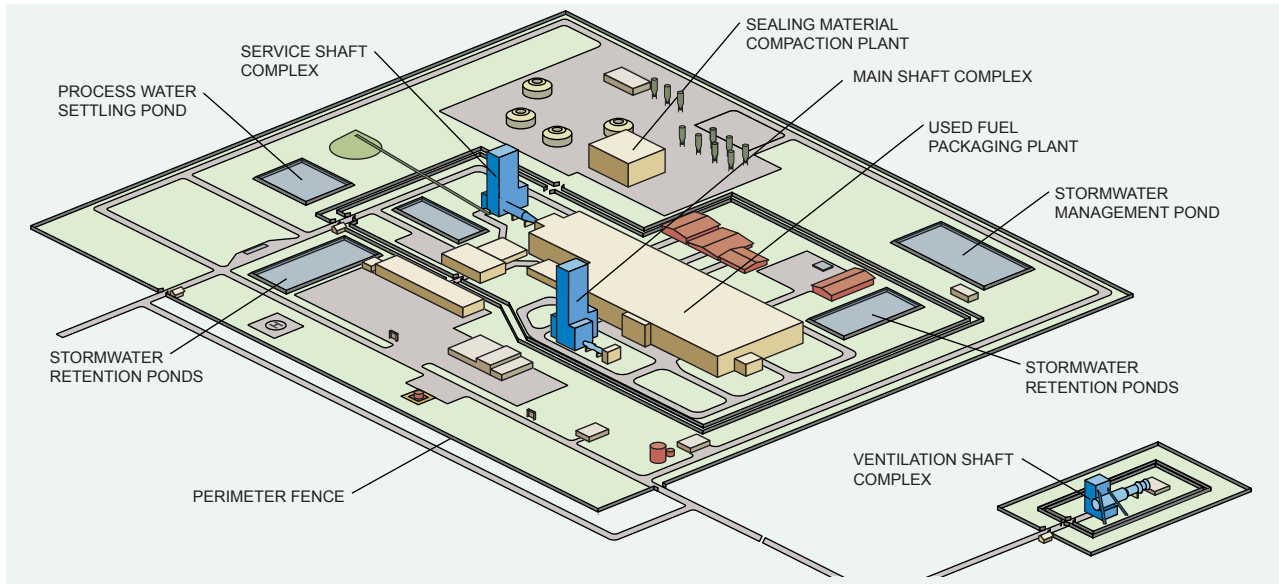 SEALING MATERIAL
COMPACTION PLANT
SERVICE SHAFT
COMPLEX
MAIN SHAFT COMPLEX
PROCESS WATER
SETTLING POND
USED FUEL
PACKAGING PLANT
STORMWATER
MANAGEMENT POND
H
STORMWATER
RETENTION PONDS
STORMWATER
RETENTION PONDS
VENTILATION SHAFT
COMPLEX
PERIMETER FENCE